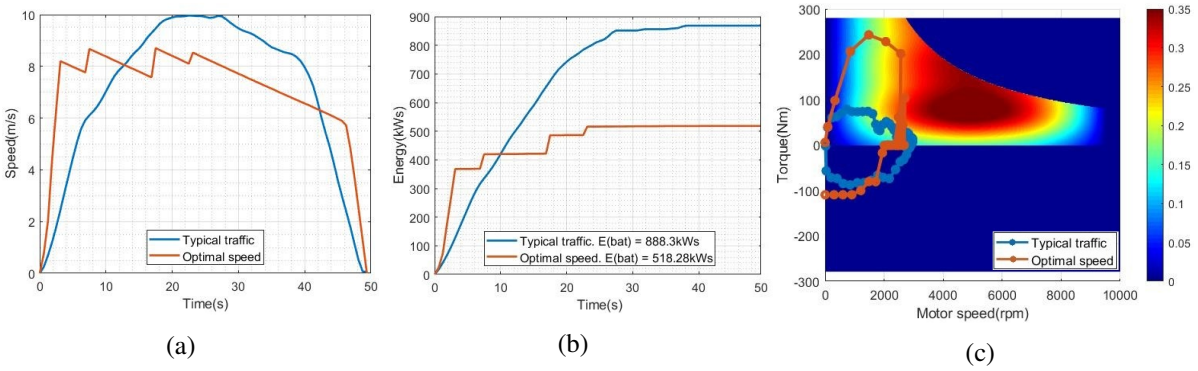 10
8
6
4
2
0
Speed(m/s)
Typical traffic
Optimal speed
0 10 20 30 40 50
Time(s)
(a)
900
800
700
600
500
400
300
200
100
0
Energy(kWs)
Typical traffic. E(bat) = 888.3kWs
Optimal speed. E(bat) = 518.28kWs
0 10 20 30 40 50
Time(s)
(b)
300
200
100
0
-100
-200
-300
Torque(Nm)
Typical traffic
Optimal speed
0 2000 4000 6000 8000 10000
Motor speed(rpm)
0.35
0.3
0.25
0.2
0.15
0.1
0.05
0
(c)